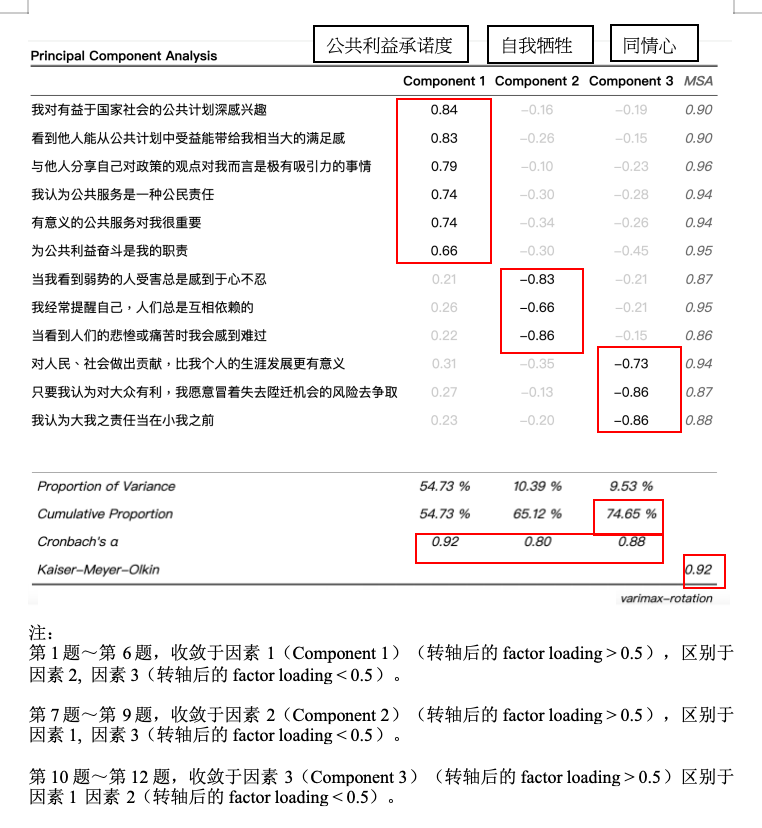 公共利益承诺度 自我牺牲 同情心
Principal Component Analysis
Component 1 Component 2 Component 3 MSA
我对有益于国家社会的公共计划深感兴趣 0.84 −0.16 −0.19 0.90
看到他人能从公共计划中受益能带给我相当大的满足感 0.83 −0.26 −0.15 0.90
与他人分享自己对政策的观点对我而言是极有吸引力的事情 0.79 −0.10 −0.23 0.96
我认为公共服务是一种公民责任 0.74 −0.30 −0.28 0.94
有意义的公共服务对我很重要 0.74 −0.34 −0.26 0.94
为公共利益奋斗是我的职责 0.66 −0.30 −0.45 0.95
当我看到弱势的人受害总是感到于心不忍 0.21 −0.83 −0.21 0.87
我经常提醒自己，人们总是互相依赖的 0.26 −0.66 −0.21 0.95
当看到人们的悲惨或痛苦时我会感到难过 0.22 −0.86 −0.15 0.86
对人民、社会做出贡献，比我个人的生涯发展更有意义 0.31 −0.35 −0.73 0.94
只要我认为对大众有利，我愿意冒着失去陞迁机会的风险去争取 0.27 −0.13 −0.86 0.87
我认为大我之责任当在小我之前 0.23 −0.20 −0.86 0.88
Proportion of Variance 54.73 % 10.39 % 9.53 %
Cumulative Proportion 54.73 % 65.12 % 74.65 %
Cronbach's α 0.92 0.80 0.88
Kaiser−Meyer−Olkin 0.92
varimax−rotation
注：
第 1 题～第 6 题，收敛于因素 1（Component 1）（转轴后的 factor loading > 0.5），区别于
因素 2, 因素 3（转轴后的 factor loading < 0.5）。
第 7 题～第 9 题，收敛于因素 2（Component 2）（转轴后的 factor loading > 0.5），区别于
因素 1, 因素 3（转轴后的 factor loading < 0.5）。
第 10 题～第 12 题，收敛于因素 3（Component 3）（转轴后的 factor loading > 0.5）区别于
因素 1 因素 2（转轴后的 factor loading < 0.5）。